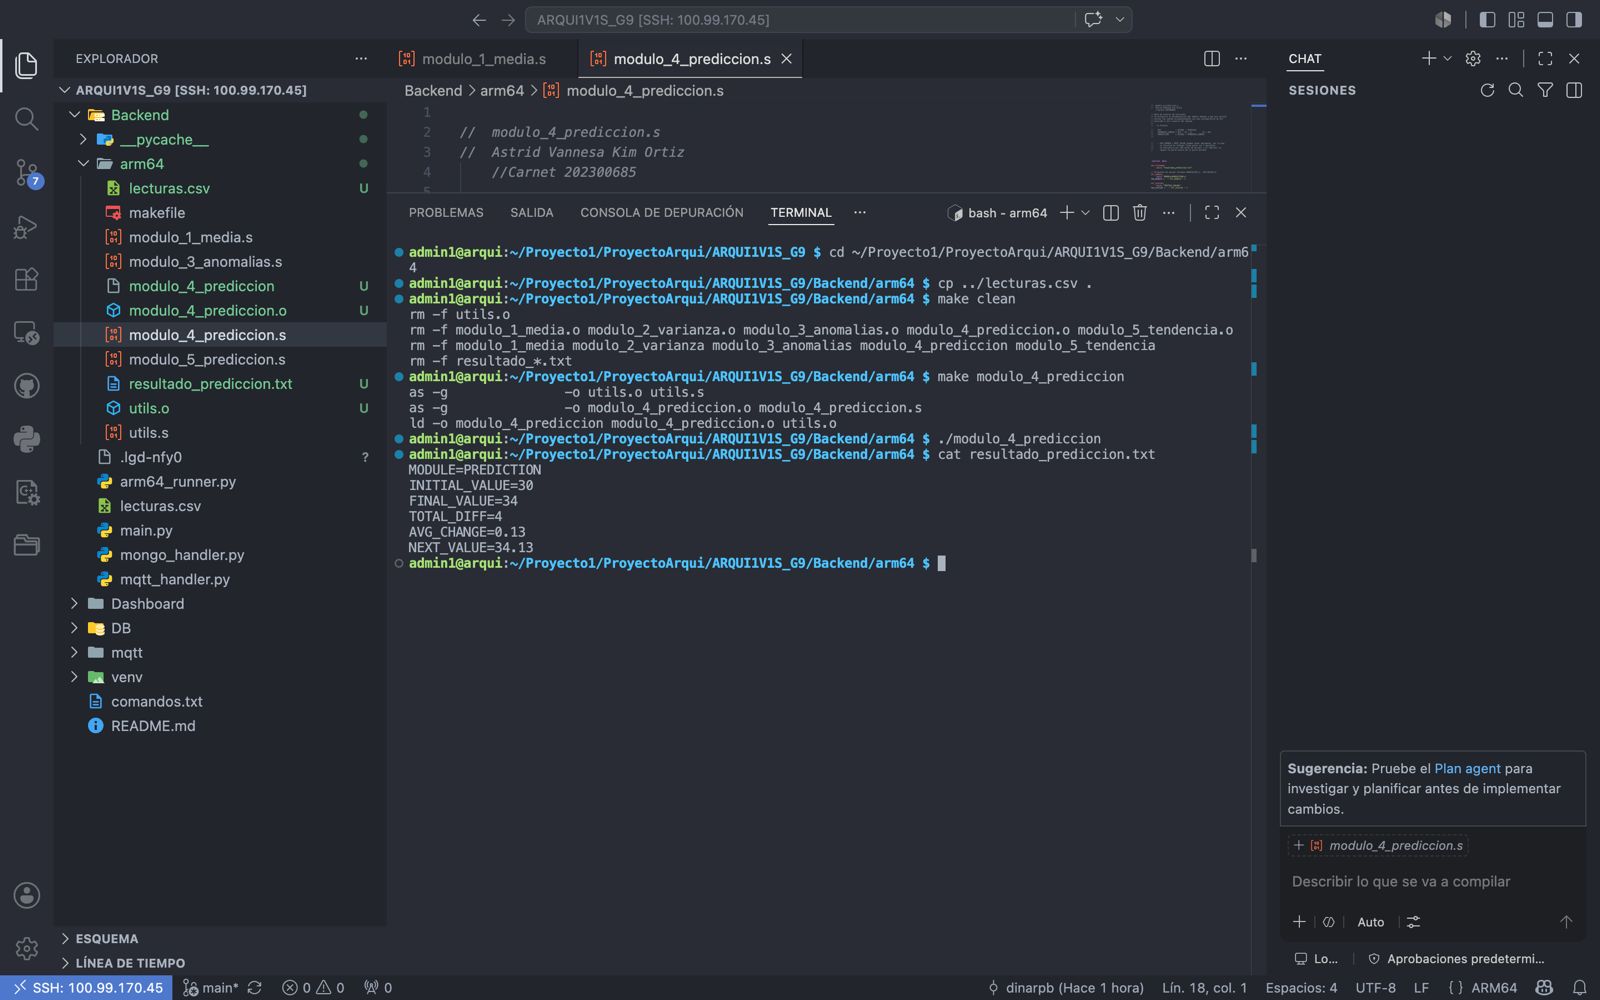 ARQUI1V1S_G9 [SSH: 100.99.170.45]
EXPLORADOR
ARQUI1V1S_G9 [SSH: 100.99.170.45]
Backend
__pycache__
arm64
lecturas.csv U
makefile
modulo_1_media.s
modulo_3_anomalias.s
modulo_4_prediccion U
modulo_4_prediccion.o U
modulo_4_prediccion.s
modulo_5_prediccion.s
resultado_prediccion.txt U
utils.o U
utils.s
.lgd-nfy0 ?
arm64_runner.py
lecturas.csv
main.py
mongo_handler.py
mqtt_handler.py
Dashboard
DB
mqtt
venv
comandos.txt
README.md
ESQUEMA
LÍNEA DE TIEMPO
7
modulo_1_media.s
modulo_4_prediccion.s
Backend > arm64 > modulo_4_prediccion.s
1
2 // modulo_4_prediccion.s
3 // Astrid Vannesa Kim Ortiz
4 //Carnet 202300685
5
PROBLEMAS SALIDA CONSOLA DE DEPURACIÓN TERMINAL
bash - arm64
admin1@arqui:~/Proyecto1/ProyectoArqui/ARQUI1V1S_G9 $ cd ~/Proyecto1/ProyectoArqui/ARQUI1V1S_G9/Backend/arm6
4
admin1@arqui:~/Proyecto1/ProyectoArqui/ARQUI1V1S_G9/Backend/arm64 $ cp ../lecturas.csv .
admin1@arqui:~/Proyecto1/ProyectoArqui/ARQUI1V1S_G9/Backend/arm64 $ make clean
rm -f utils.o
rm -f modulo_1_media.o modulo_2_varianza.o modulo_3_anomalias.o modulo_4_prediccion.o modulo_5_tendencia.o
rm -f modulo_1_media modulo_2_varianza modulo_3_anomalias modulo_4_prediccion modulo_5_tendencia
rm -f resultado_*.txt
admin1@arqui:~/Proyecto1/ProyectoArqui/ARQUI1V1S_G9/Backend/arm64 $ make modulo_4_prediccion
as -g -o utils.o utils.s
as -g -o modulo_4_prediccion.o modulo_4_prediccion.s
ld -o modulo_4_prediccion modulo_4_prediccion.o utils.o
admin1@arqui:~/Proyecto1/ProyectoArqui/ARQUI1V1S_G9/Backend/arm64 $ ./modulo_4_prediccion
admin1@arqui:~/Proyecto1/ProyectoArqui/ARQUI1V1S_G9/Backend/arm64 $ cat resultado_prediccion.txt
MODULE=PREDICTION
INITIAL_VALUE=30
FINAL_VALUE=34
TOTAL_DIFF=4
AVG_CHANGE=0.13
NEXT_VALUE=34.13
admin1@arqui:~/Proyecto1/ProyectoArqui/ARQUI1V1S_G9/Backend/arm64 $
CHAT
SESIONES
Sugerencia: Pruebe el Plan agent para
investigar y planificar antes de implementar
cambios.
modulo_4_prediccion.s
Describir lo que se va a compilar
Auto
Lo...
Aprobaciones predetermi...
SSH: 100.99.170.45
main*
0 0
0
dinarpb (Hace 1 hora)
Lín. 18, col. 1
Espacios: 4
UTF-8
LF
{ } ARM64